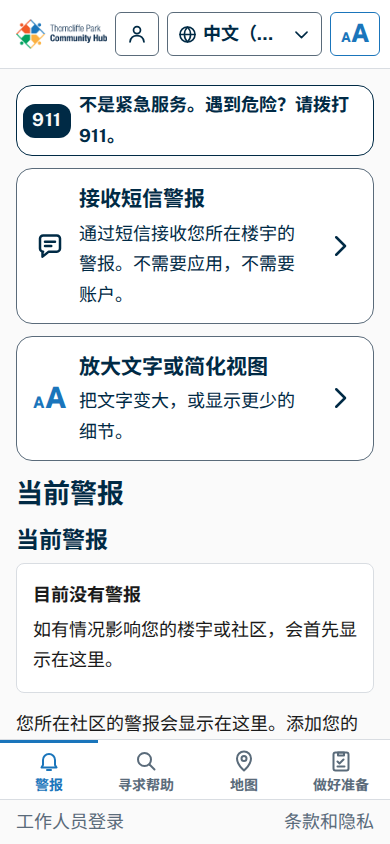 Thorncliffe Park
Community Hub
中文（...
AA
911
不是紧急服务。遇到危险？请拨打
911。
接收短信警报
通过短信接收您所在楼宇的
警报。不需要应用，不需要
账户。
AA
放大文字或简化视图
把文字变大，或显示更少的
细节。
当前警报
当前警报
目前没有警报
如有情况影响您的楼宇或社区，会首先显
示在这里。
您所在社区的警报会显示在这里。添加您的
警报
寻求帮助
地图
做好准备
工作人员登录
条款和隐私